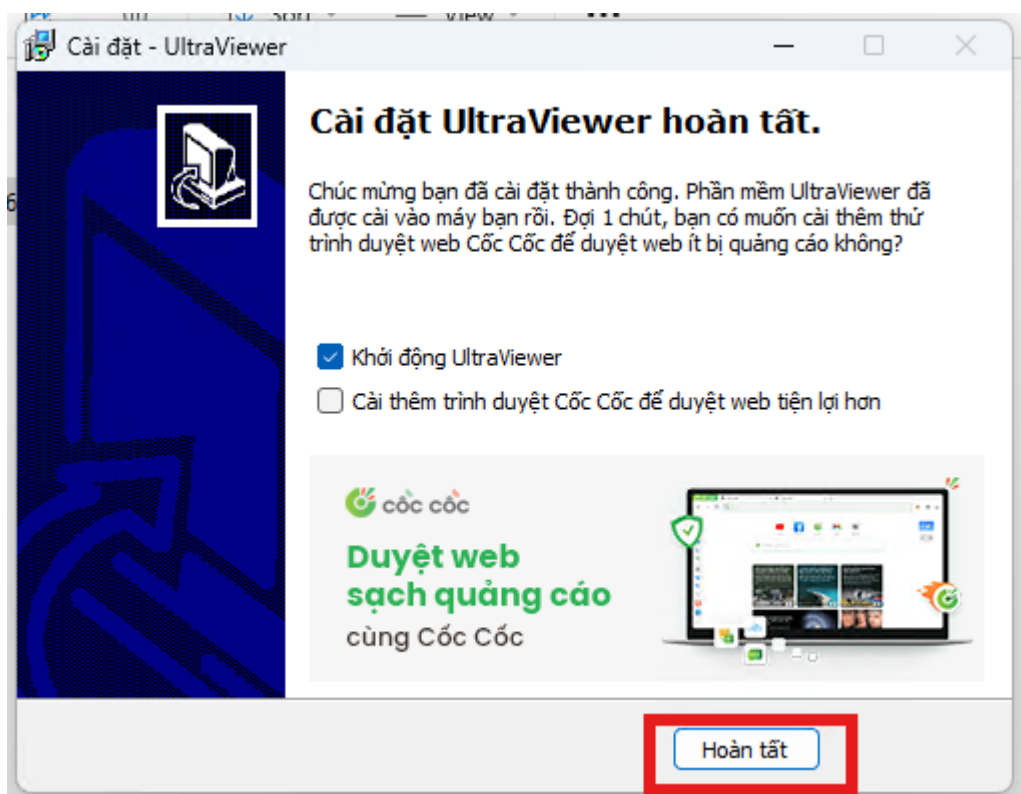 Sort
View
Cài đặt - UltraViewer
Cài đặt UltraViewer hoàn tất.
Chúc mừng bạn đã cài đặt thành công. Phần mềm UltraViewer đã
được cài vào máy bạn rồi. Đợi 1 chút, bạn có muốn cài thêm thử
trình duyệt web Cốc Cốc để duyệt web ít bị quảng cáo không?
6
Khởi động UltraViewer
Cài thêm trình duyệt Cốc Cốc để duyệt web tiện lợi hơn
cốc cốc
Duyệt web
sạch quảng cáo
cùng Cốc Cốc
Hoàn tất